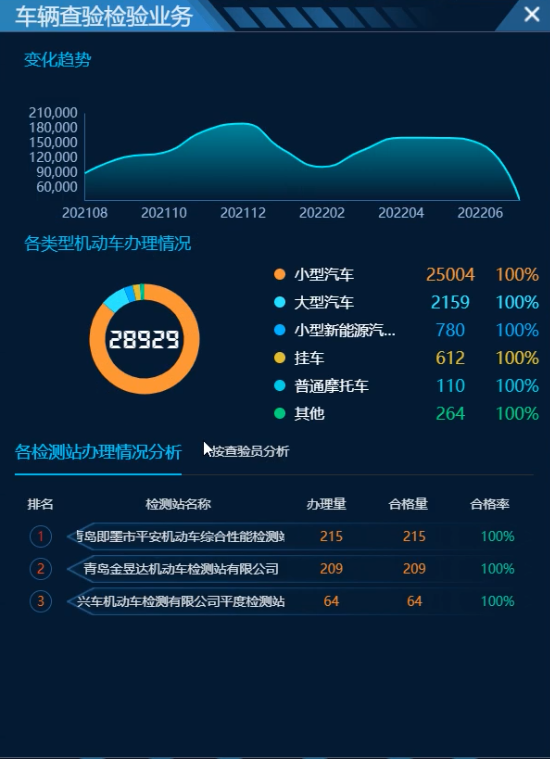 车辆查验检验业务
变化趋势
210,000
180,000
150,000
120,000
90,000
60,000
202108 202110 202112 202202 202204 202206
各类型机动车办理情况
28929
小型汽车 25004 100%
大型汽车 2159 100%
小型新能源汽... 780 100%
挂车 612 100%
普通摩托车 110 100%
其他 264 100%
各检测站办理情况分析 按查验员分析
排名 检测站名称 办理量 合格量 合格率
1 青岛即墨市平安机动车综合性能检测站 215 215 100%
2 青岛金昱达机动车检测站有限公司 209 209 100%
3 兴车机动车检测有限公司平度检测站 64 64 100%